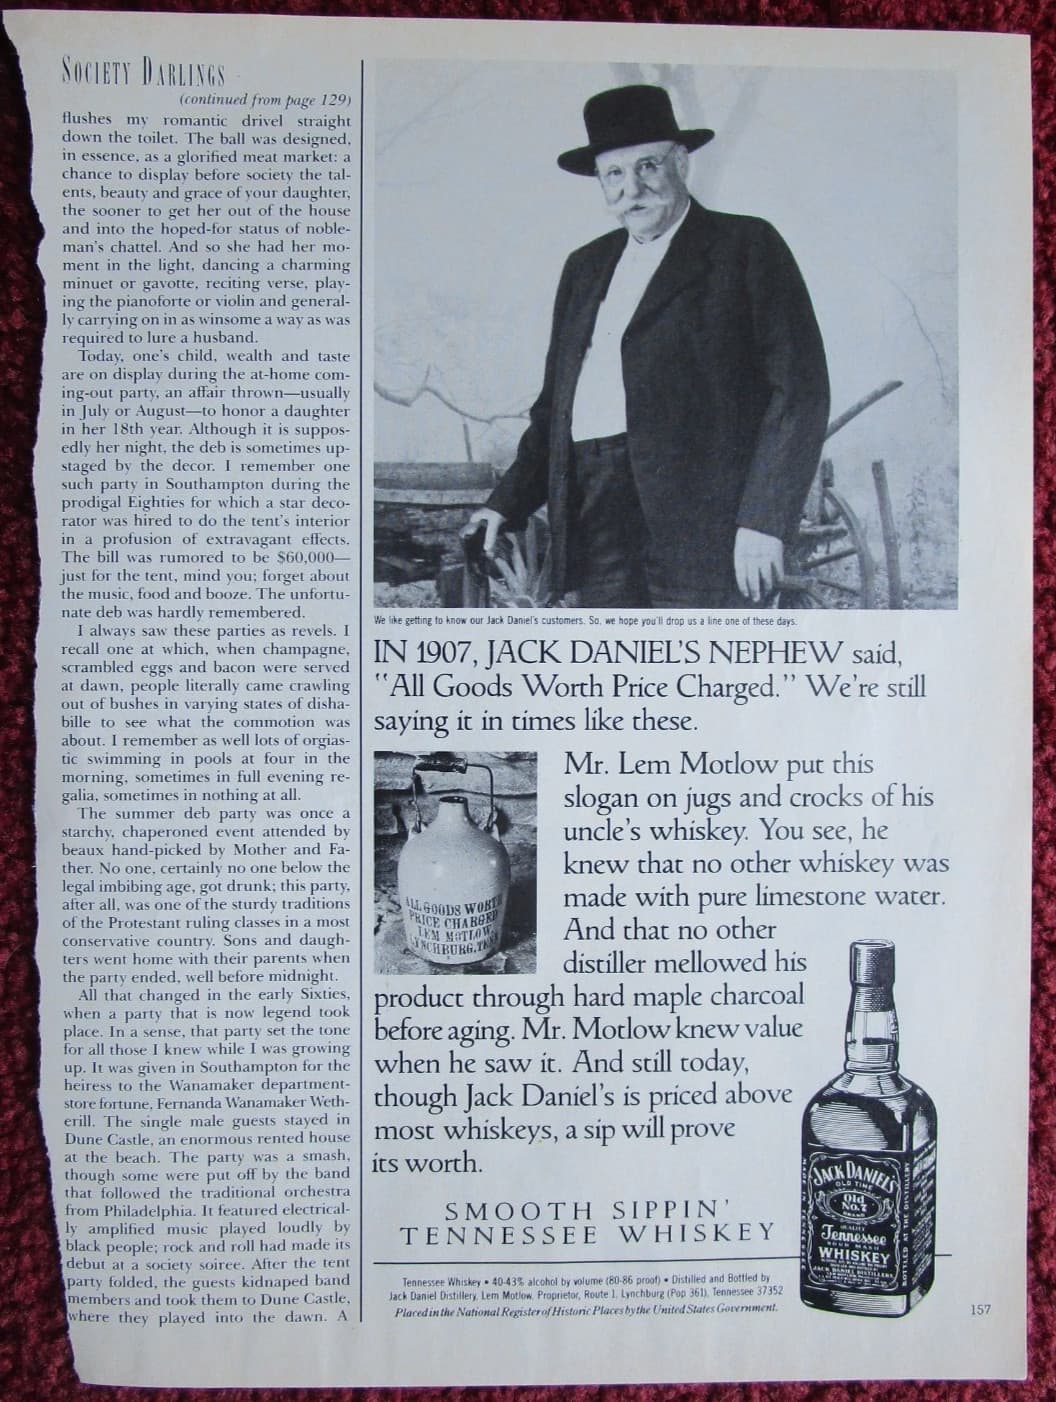 SOCIETY DARLINGS
(continued from page 129)
flushes my romantic drivel straight
down the toilet. The ball was designed,
in essence, as a glorified meat market: a
chance to display before society the tal-
ents, beauty and grace of your daughter,
the sooner to get her out of the house
and into the hoped-for status of noble-
man's chattel. And so she had her mo-
ment in the light, dancing a charming
minuet or gavotte, reciting verse, play-
ing the pianoforte or violin and general-
ly carrying on in as winsome a way as was
required to lure a husband.
Today, one's child, wealth and taste
are on display during the at-home com-
ing-out party, an affair thrown—usually
in July or August—to honor a daughter
in her 18th year. Although it is suppos-
edly her night, the deb is sometimes up-
staged by the decor. I remember one
such party in Southampton during the
prodigal Eighties for which a star deco-
rator was hired to do the tent's interior
in a profusion of extravagant effects.
The bill was rumored to be $60,000—
just for the tent, mind you; forget about
the music, food and booze. The unfortu-
nate deb was hardly remembered.
I always saw these parties as revels. I
recall one at which, when champagne,
scrambled eggs and bacon were served
at dawn, people literally came crawling
out of bushes in varying states of disha-
bille to see what the commotion was
about. I remember as well lots of orgias-
tic swimming in pools at four in the
morning, sometimes in full evening re-
galia, sometimes in nothing at all.
The summer deb party was once a
starchy, chaperoned event attended by
beaux hand-picked by Mother and Fa-
ther. No one, certainly no one below the
legal imbibing age, got drunk; this party,
after all, was one of the sturdy traditions
of the Protestant ruling classes in a most
conservative country. Sons and daugh-
ters went home with their parents when
the party ended, well before midnight.
All that changed in the early Sixties,
when a party that is now legend took
place. In a sense, that party set the tone
for all those I knew while I was growing
up. It was given in Southampton for the
heiress to the Wanamaker department-
store fortune, Fernanda Wanamaker Weth-
erill. The single male guests stayed in
Dune Castle, an enormous rented house
at the beach. The party was a smash,
though some were put off by the band
that followed the traditional orchestra
from Philadelphia. It featured electrical-
ly amplified music played loudly by
black people; rock and roll had made its
debut at a society soiree. After the tent
party folded, the guests kidnaped band
members and took them to Dune Castle,
where they played into the dawn. A
We like getting to know our Jack Daniel's customers. So, we hope you'll drop us a line one of these days.
IN 1907, JACK DANIEL'S NEPHEW said,
"All Goods Worth Price Charged." We're still
saying it in times like these.
ALL GOODS WORTH
PRICE CHARGED
LEM MOTLOW
LYNCHBURG, TENN
Mr. Lem Motlow put this
slogan on jugs and crocks of his
uncle's whiskey. You see, he
knew that no other whiskey was
made with pure limestone water.
And that no other
distiller mellowed his
product through hard maple charcoal
before aging. Mr. Motlow knew value
when he saw it. And still today,
though Jack Daniel's is priced above
most whiskeys, a sip will prove
its worth.
SMOOTH SIPPIN'
TENNESSEE WHISKEY
JACK DANIEL'S
OLD TIME
Old
No. 7
BRAND
QUALITY
Tennessee
SOUR MASH
WHISKEY
BOTTLED AT THE DISTILLERY
Tennessee Whiskey • 40-43% alcohol by volume (80-86 proof) • Distilled and Bottled by
Jack Daniel Distillery, Lem Motlow, Proprietor, Route 1, Lynchburg (Pop 361), Tennessee 37352
Placed in the National Register of Historic Places by the United States Government.
157